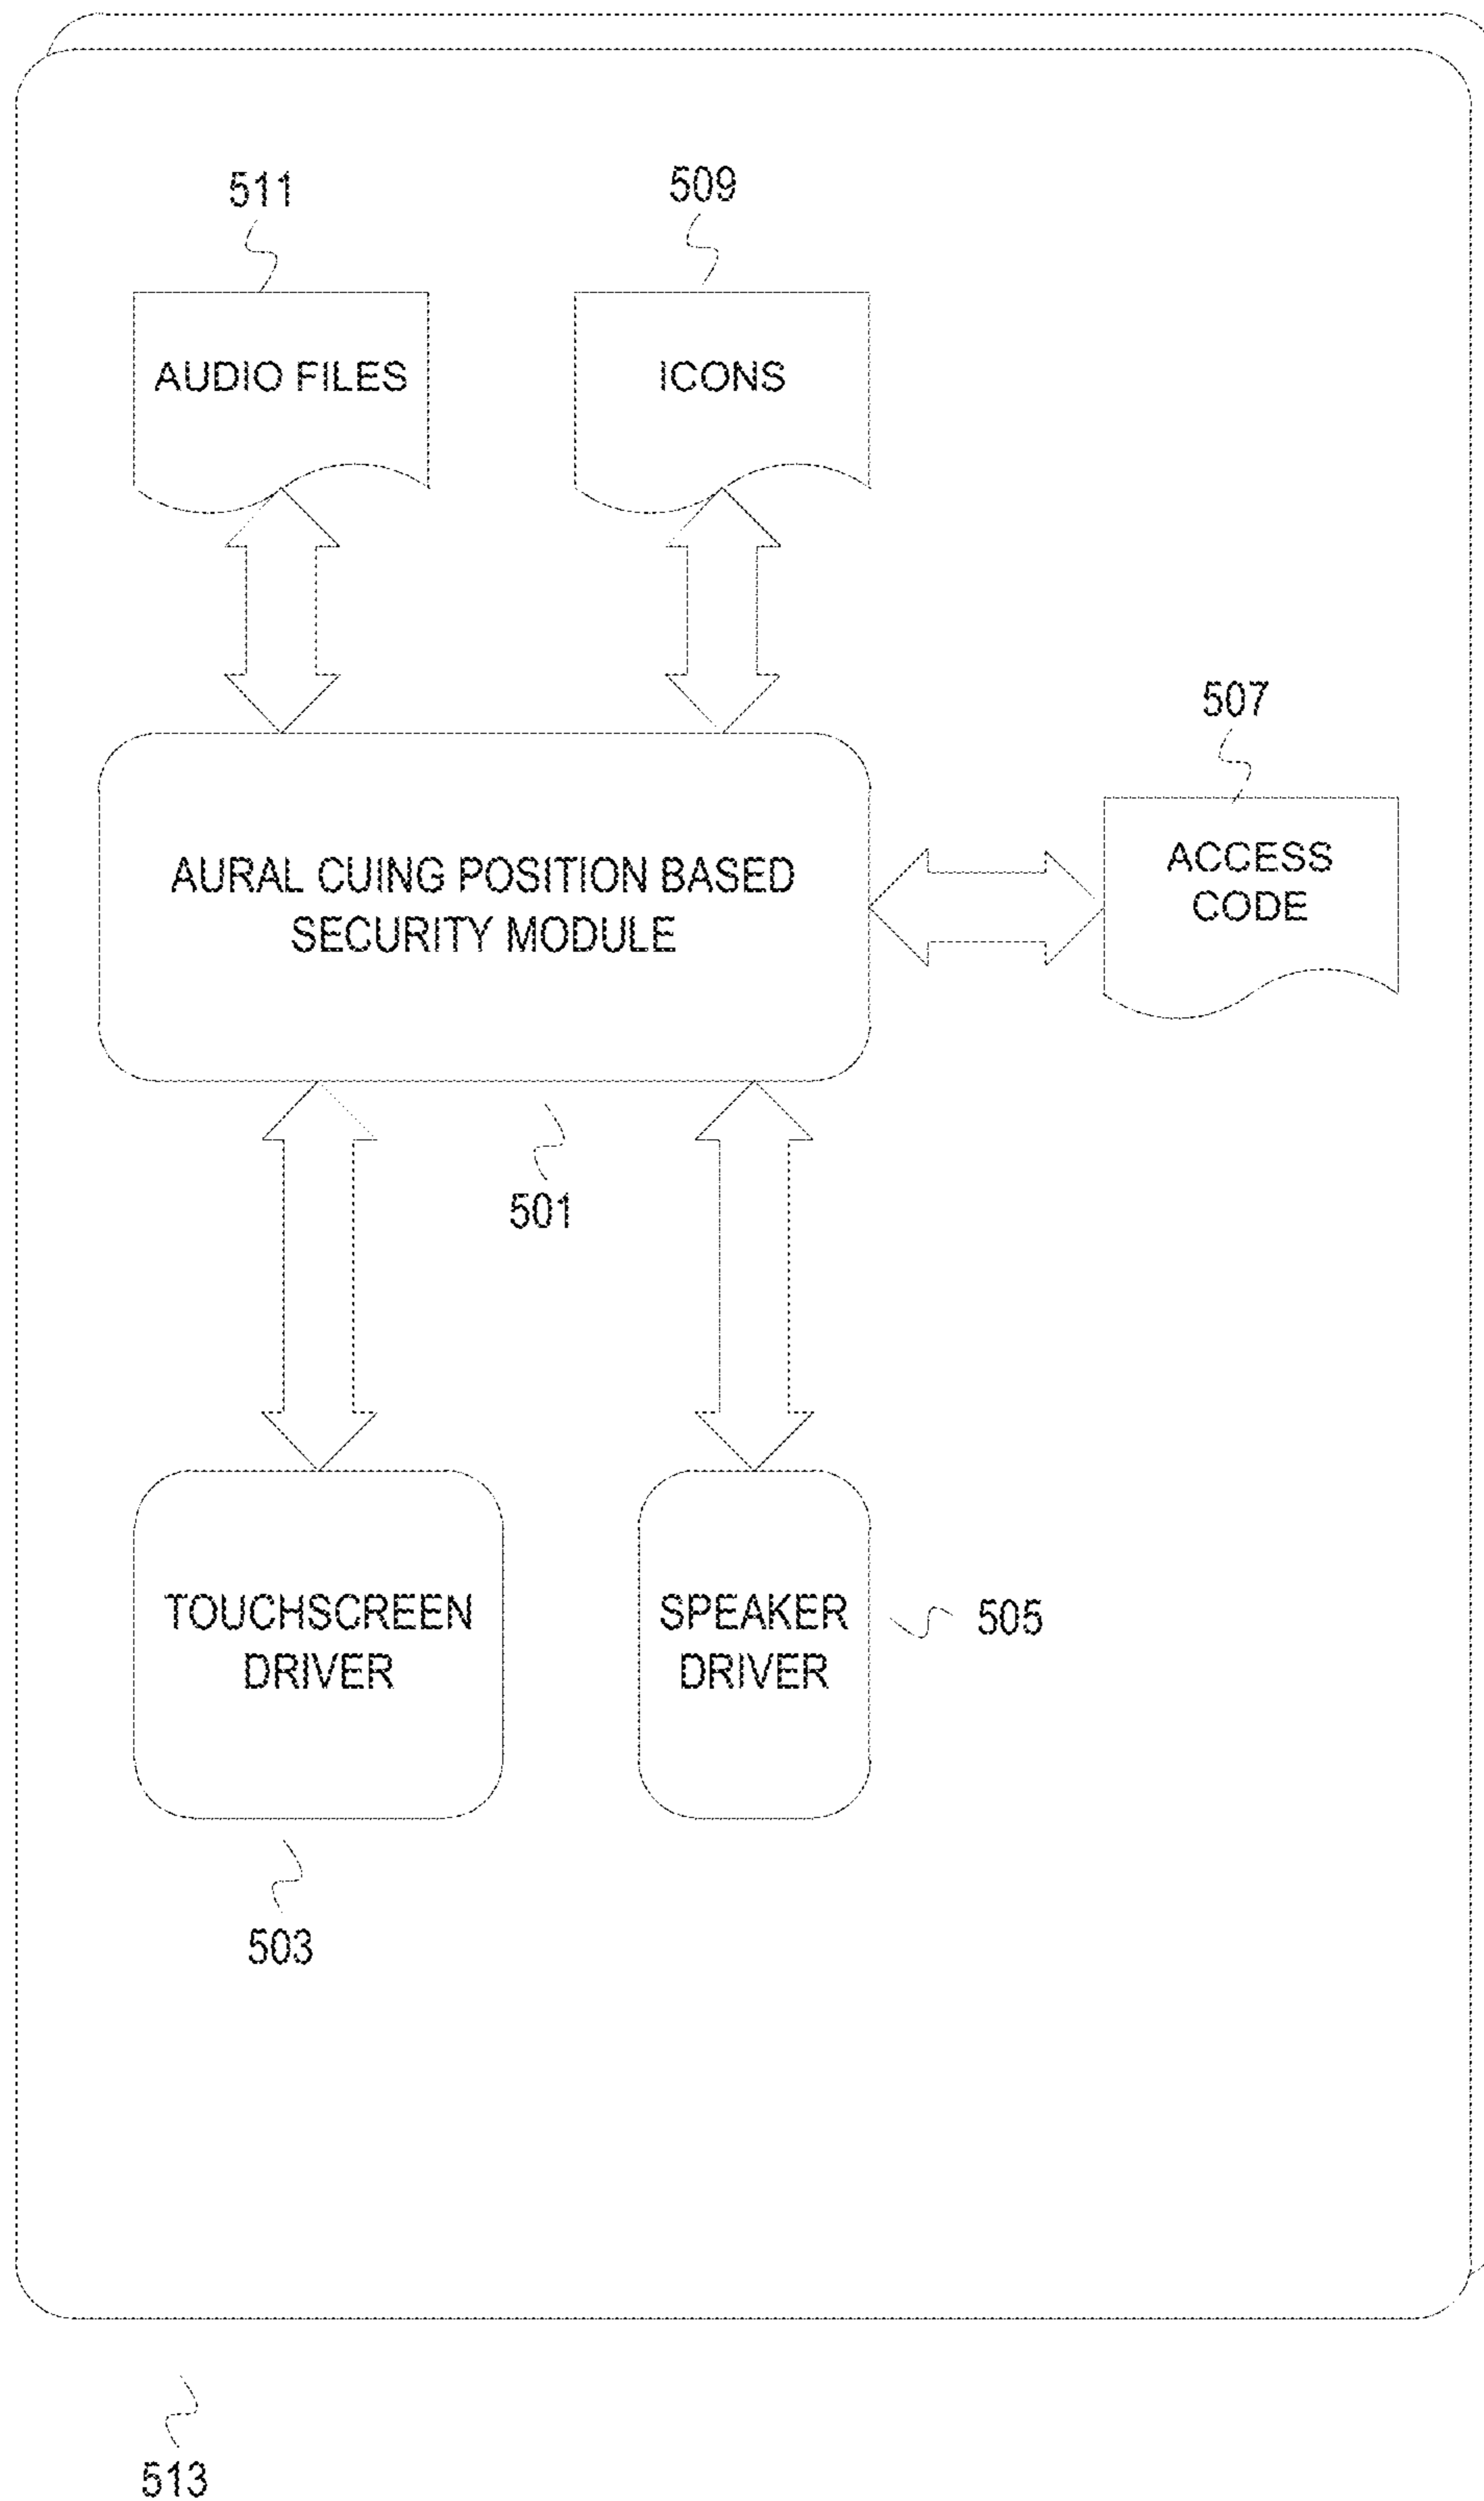 511
509
AUDIO FILES
ICONS
507
ACCESS
CODE
AURAL CUING POSITION BASED
SECURITY MODULE
501
TOUCHSCREEN
DRIVER
SPEAKER
DRIVER
505
503
513